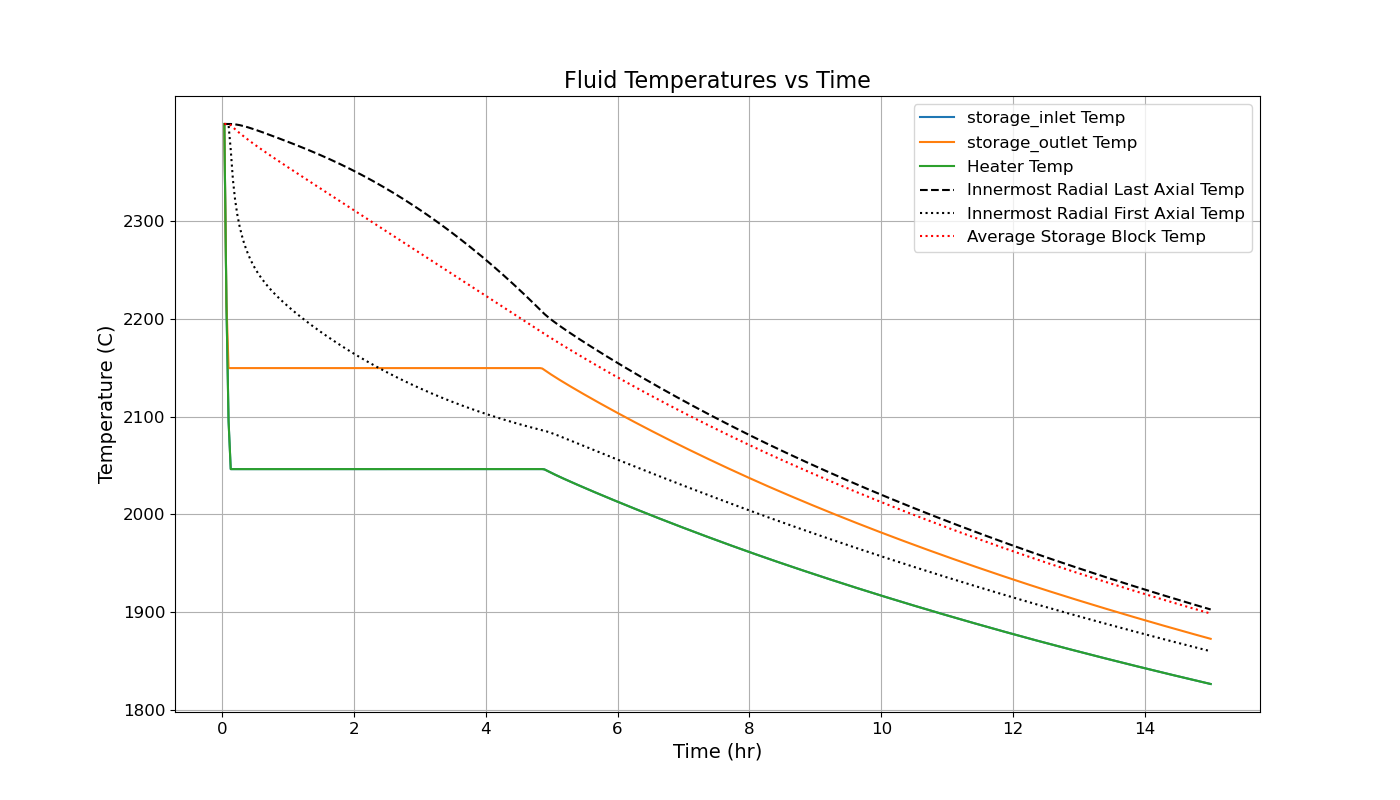 Fluid Temperatures vs Time
storage_inlet Temp
storage_outlet Temp
Heater Temp
Innermost Radial Last Axial Temp
Innermost Radial First Axial Temp
Average Storage Block Temp
Temperature (C)
2300
2200
2100
2000
1900
1800
0 2 4 6 8 10 12 14
Time (hr)